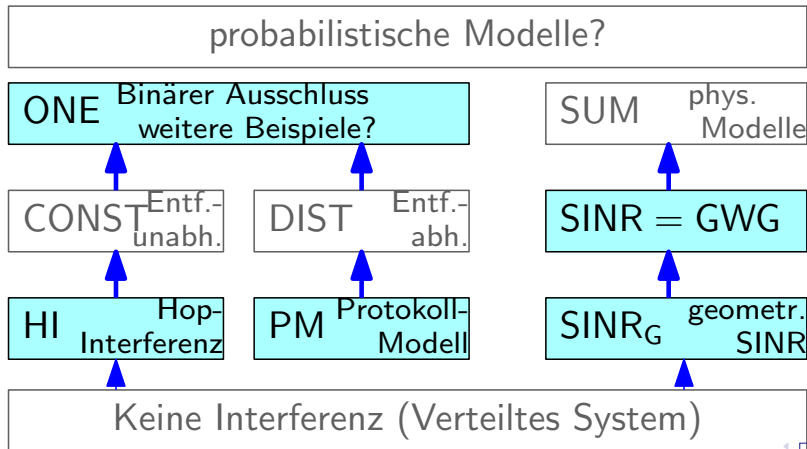 probabilistische Modelle?
ONE Binärer Ausschluss
weitere Beispiele?
SUM phys.
Modelle
CONST Entf.-
unabh.
DIST Entf.-
abh.
SINR = GWG
HI Hop-
Interferenz
PM Protokoll-
Modell
SINR_G geometr.
SINR
Keine Interferenz (Verteiltes System)